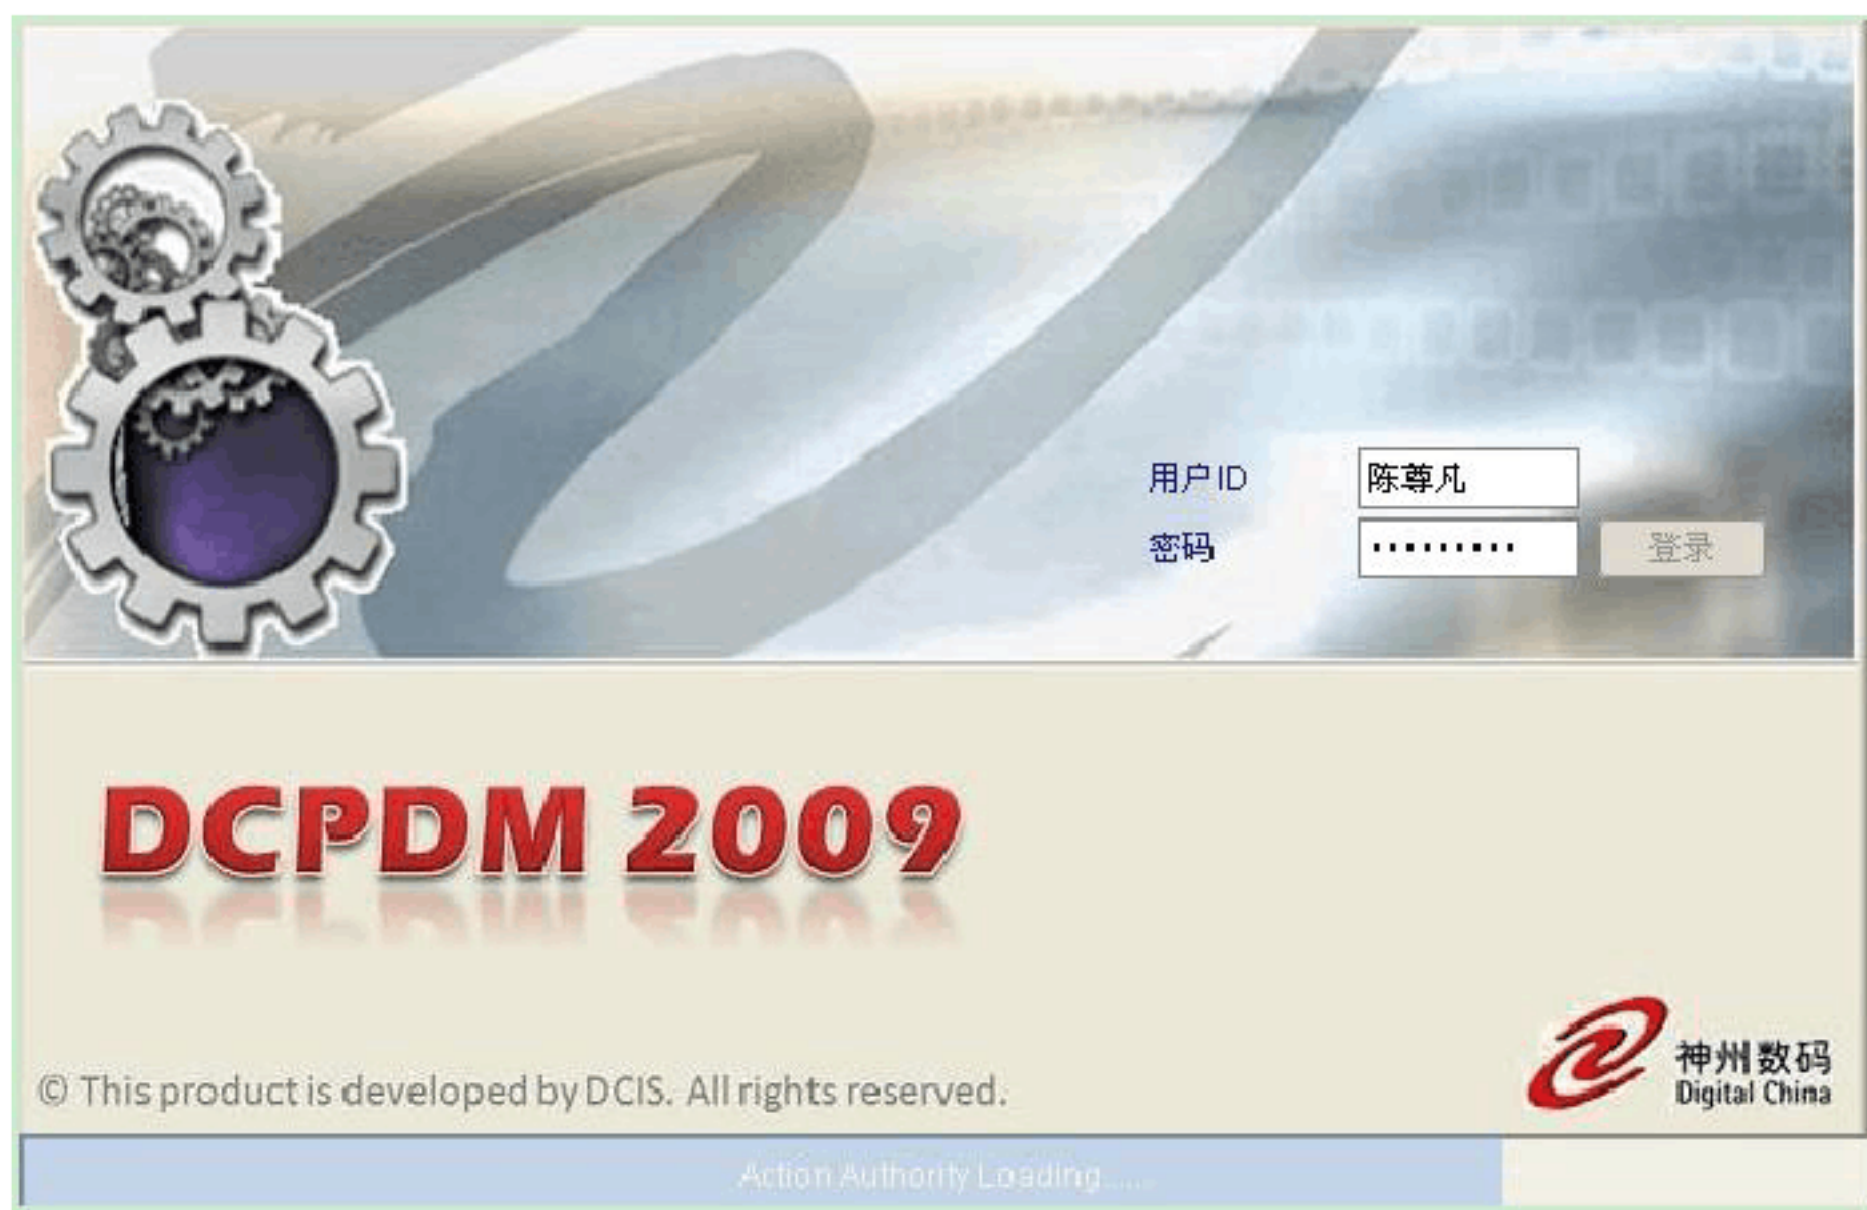 用户ID
陈尊凡
密码
·········
登录
DCPDM 2009
© This product is developed by DCIS. All rights reserved.
神州数码
Digital China
Action Authority Loading......